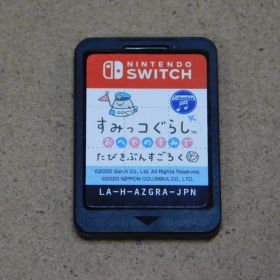 NINTENDO
SWITCH
Columbia
すみっコぐらし
おへやのすみで
たびきぶんすごろく
©2020 San-X Co., Ltd. All Rights Reserved.
©2020 NIPPON COLUMBIA CO., LTD.
LA-H-AZGRA-JPN